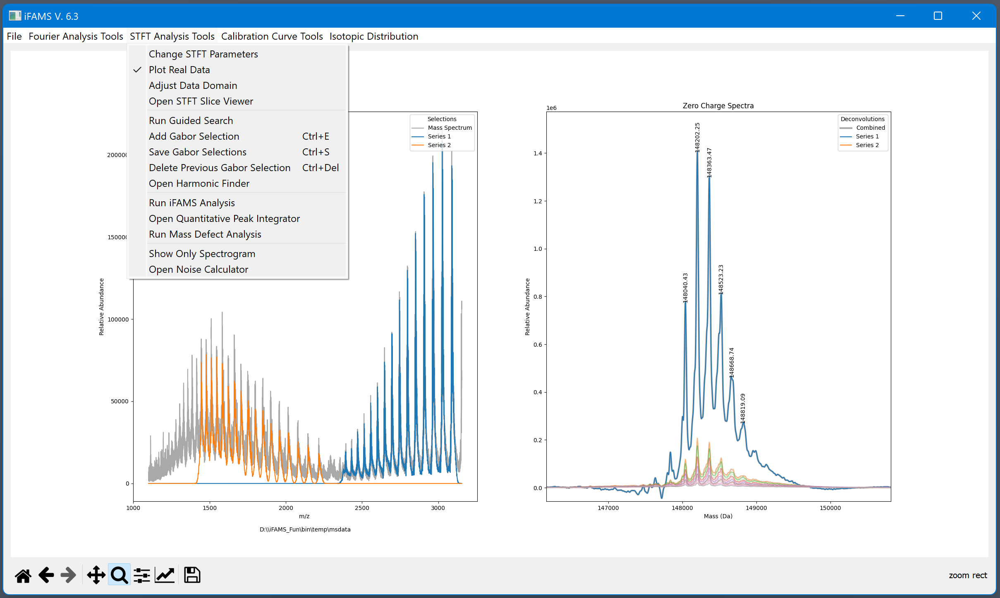 iFAMS V. 6.3
File Fourier Analysis Tools STFT Analysis Tools Calibration Curve Tools Isotopic Distribution
Change STFT Parameters
Plot Real Data
Adjust Data Domain
Open STFT Slice Viewer
Run Guided Search
Add Gabor Selection Ctrl+E
Save Gabor Selections Ctrl+S
Delete Previous Gabor Selection Ctrl+Del
Open Harmonic Finder
Run iFAMS Analysis
Open Quantitative Peak Integrator
Run Mass Defect Analysis
Show Only Spectrogram
Open Noise Calculator
Selections
Mass Spectrum
Series 1
Series 2
100000
50000
0
Relative Abundance
1000 1500 2000 2500 3000
m/z
D:\\iFAMS_Fun\bin\temp\msdata
Zero Charge Spectra
1e6
Deconvolutions
Combined
Series 1
Series 2
1.4
1.2
1.0
0.8
0.6
0.4
0.2
0.0
Relative Abundance
148040.43
148202.25
148363.47
148523.23
148668.74
148819.09
147000 148000 149000 150000
Mass (Da)
zoom rect